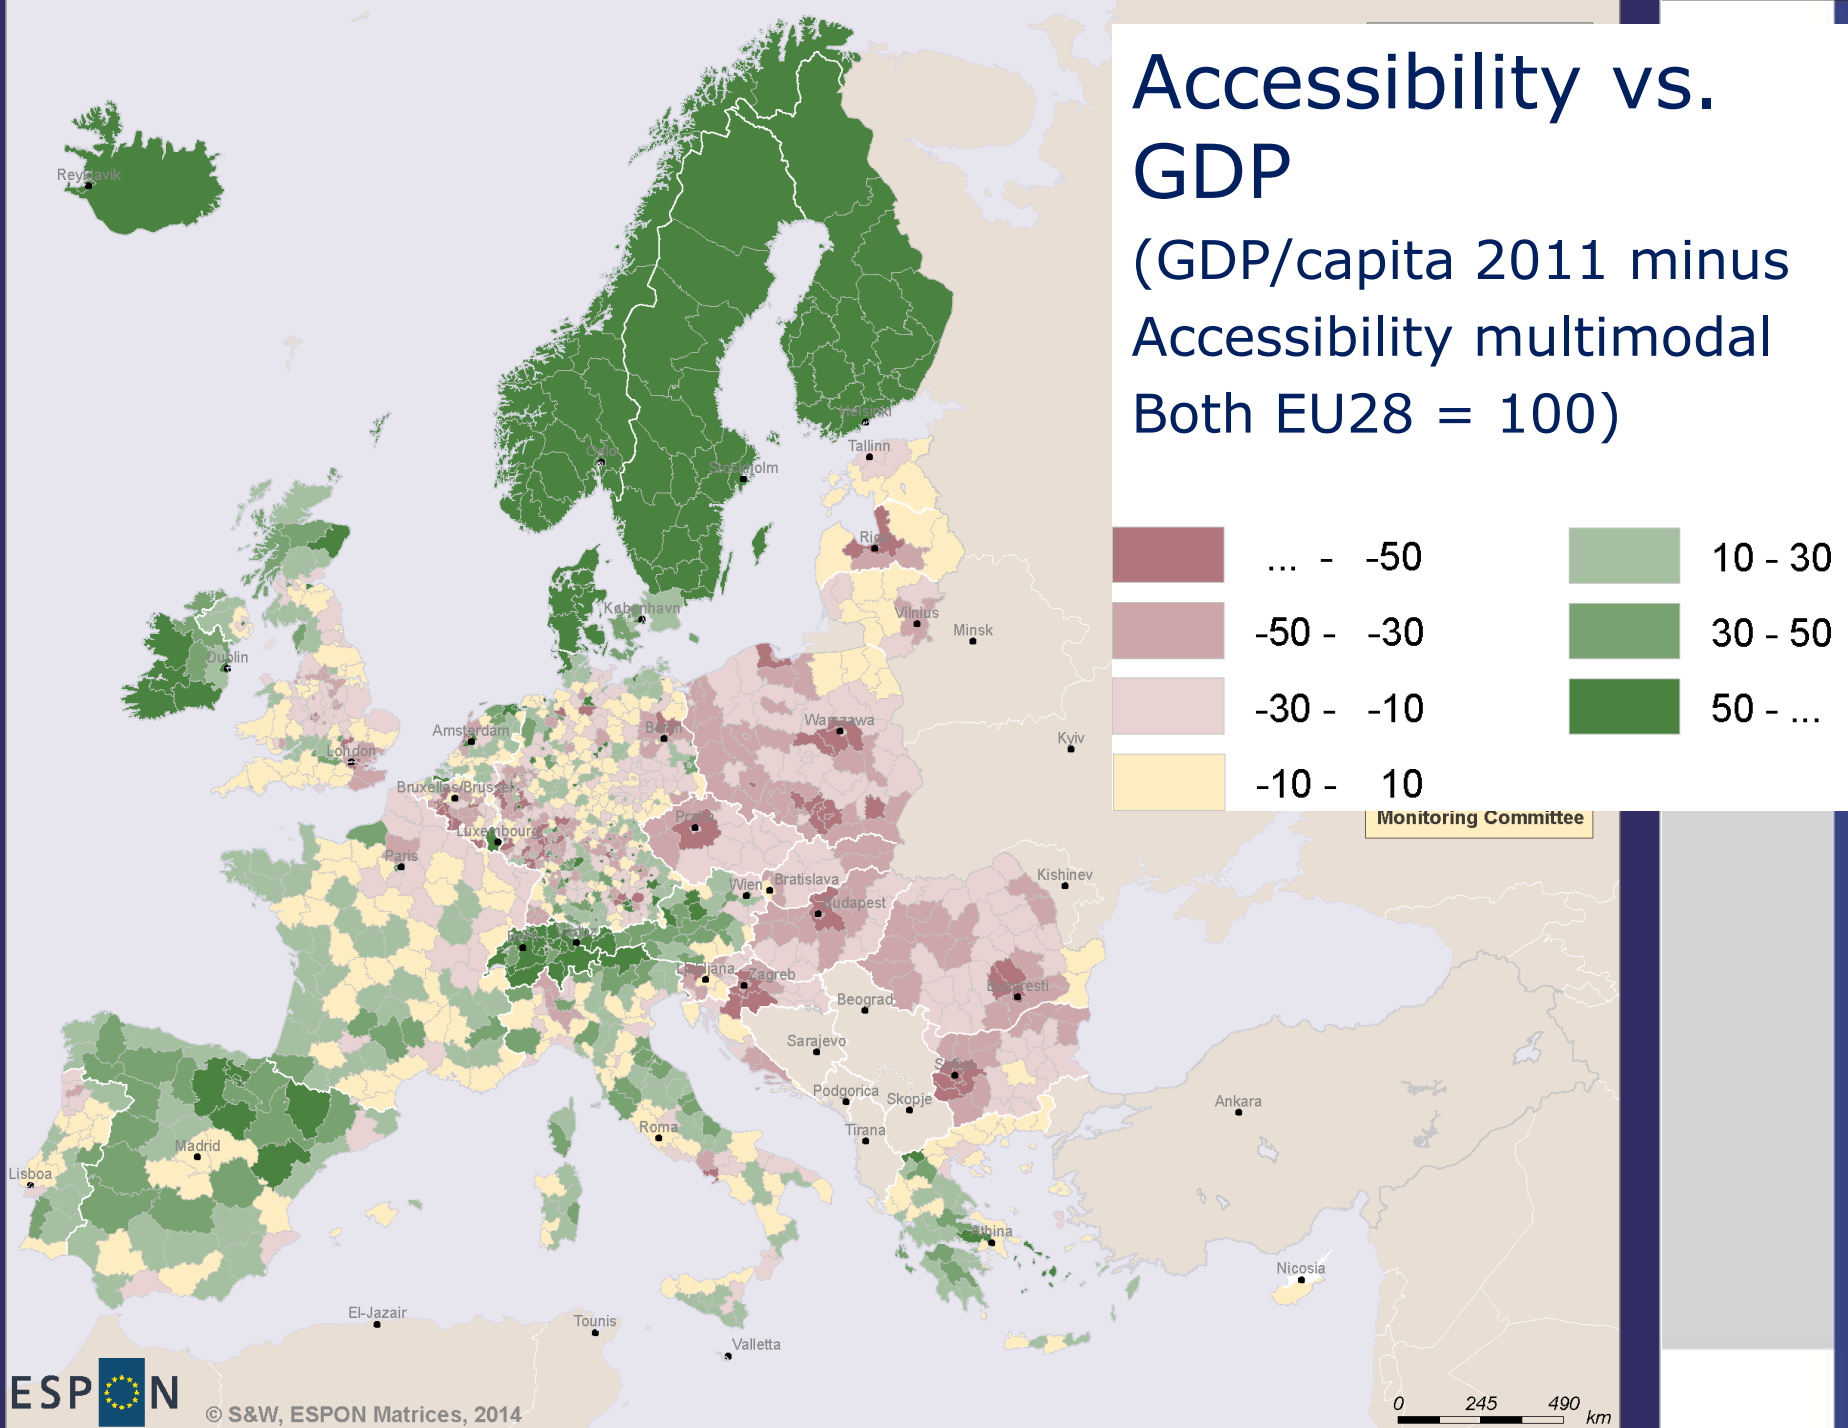 Accessibility vs.
GDP
(GDP/capita 2011 minus
Accessibility multimodal
Both EU28 = 100)
... - -50
-50 - -30
-30 - -10
-10 - 10
10 - 30
30 - 50
50 - ...
Monitoring Committee
Reykjavik
Helsinki
Tallinn
Oslo
Stockholm
Riga
København
Vilnius
Minsk
Dublin
Amsterdam
Berlin
Warszawa
London
Kyiv
Bruxelles/Brussel
Praha
Luxembourg
Paris
Wien
Bratislava
Kishinev
Budapest
Ljubljana
Zagreb
Bucuresti
Beograd
Sarajevo
Sofia
Podgorica
Skopje
Ankara
Tirana
Roma
Madrid
Lisboa
Athina
Nicosia
El-Jazair
Tounis
Valletta
ESPON
© S&W, ESPON Matrices, 2014
0 245 490
km